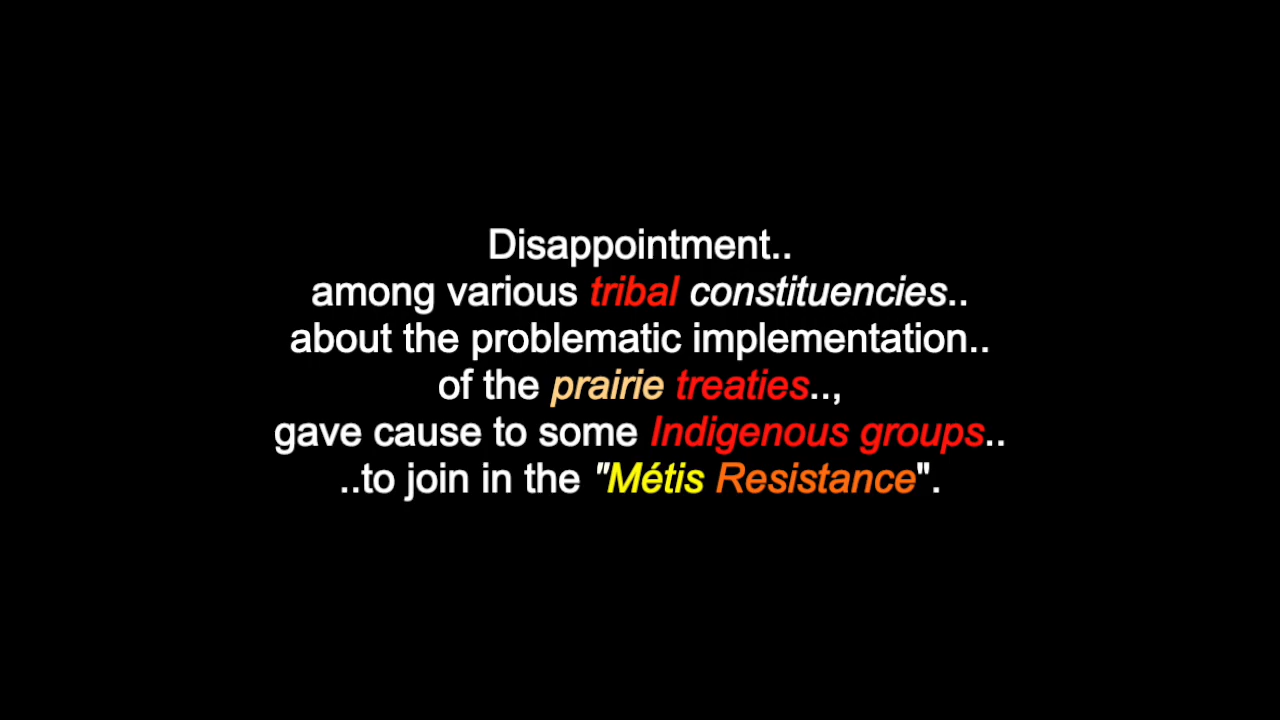 Disappointment..
among various tribal constituencies..
about the problematic implementation..
of the prairie treaties..,
gave cause to some Indigenous groups..
..to join in the "Métis Resistance".